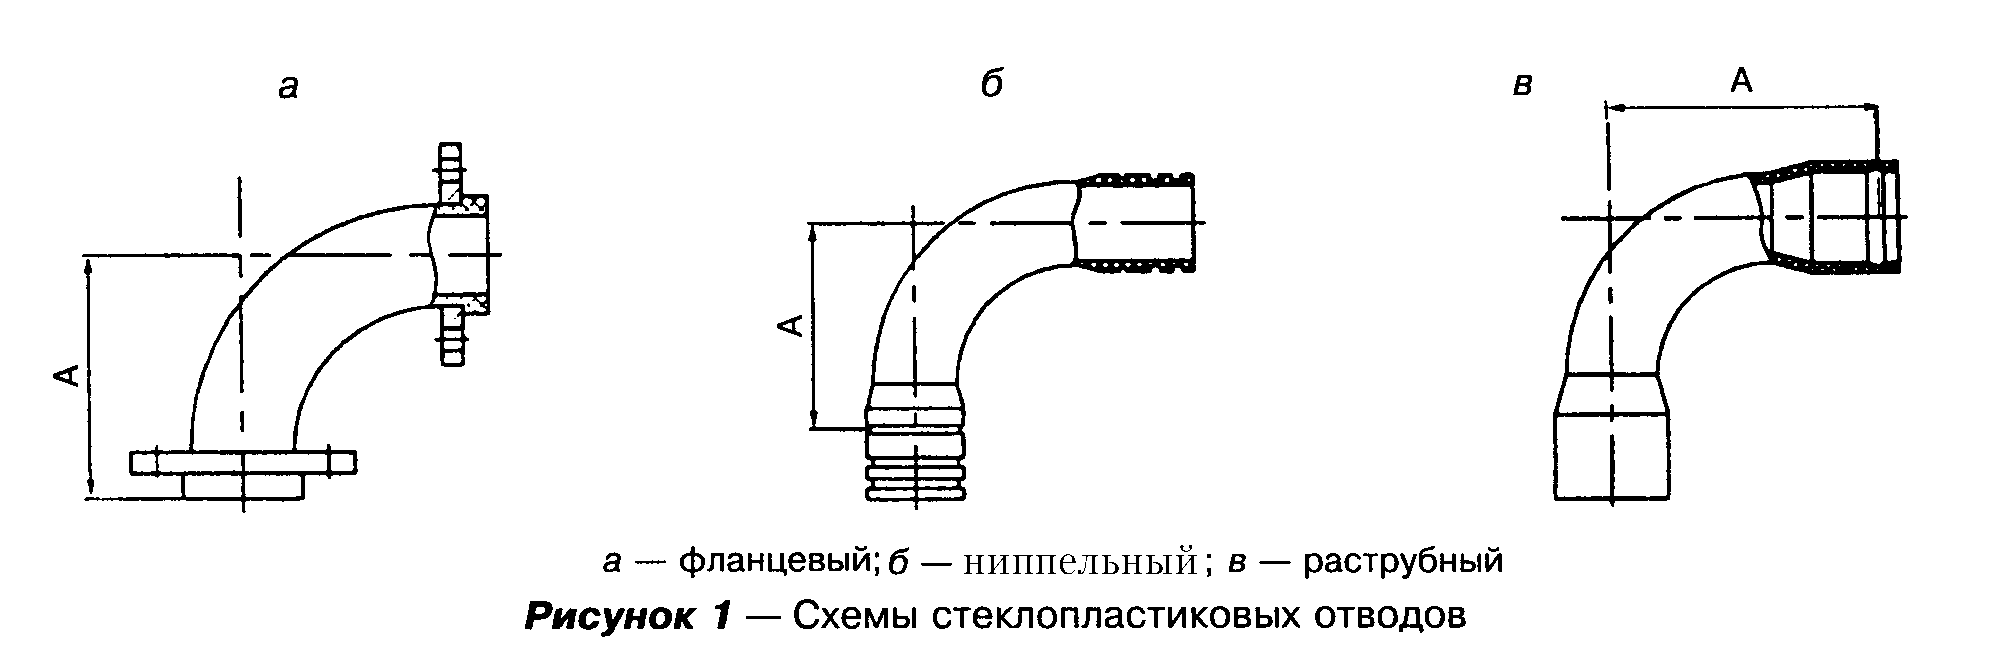 а
б
в
А
А
А
а — фланцевый; б — ниппельный; в — раструбный
Рисунок 1 — Схемы стеклопластиковых отводов